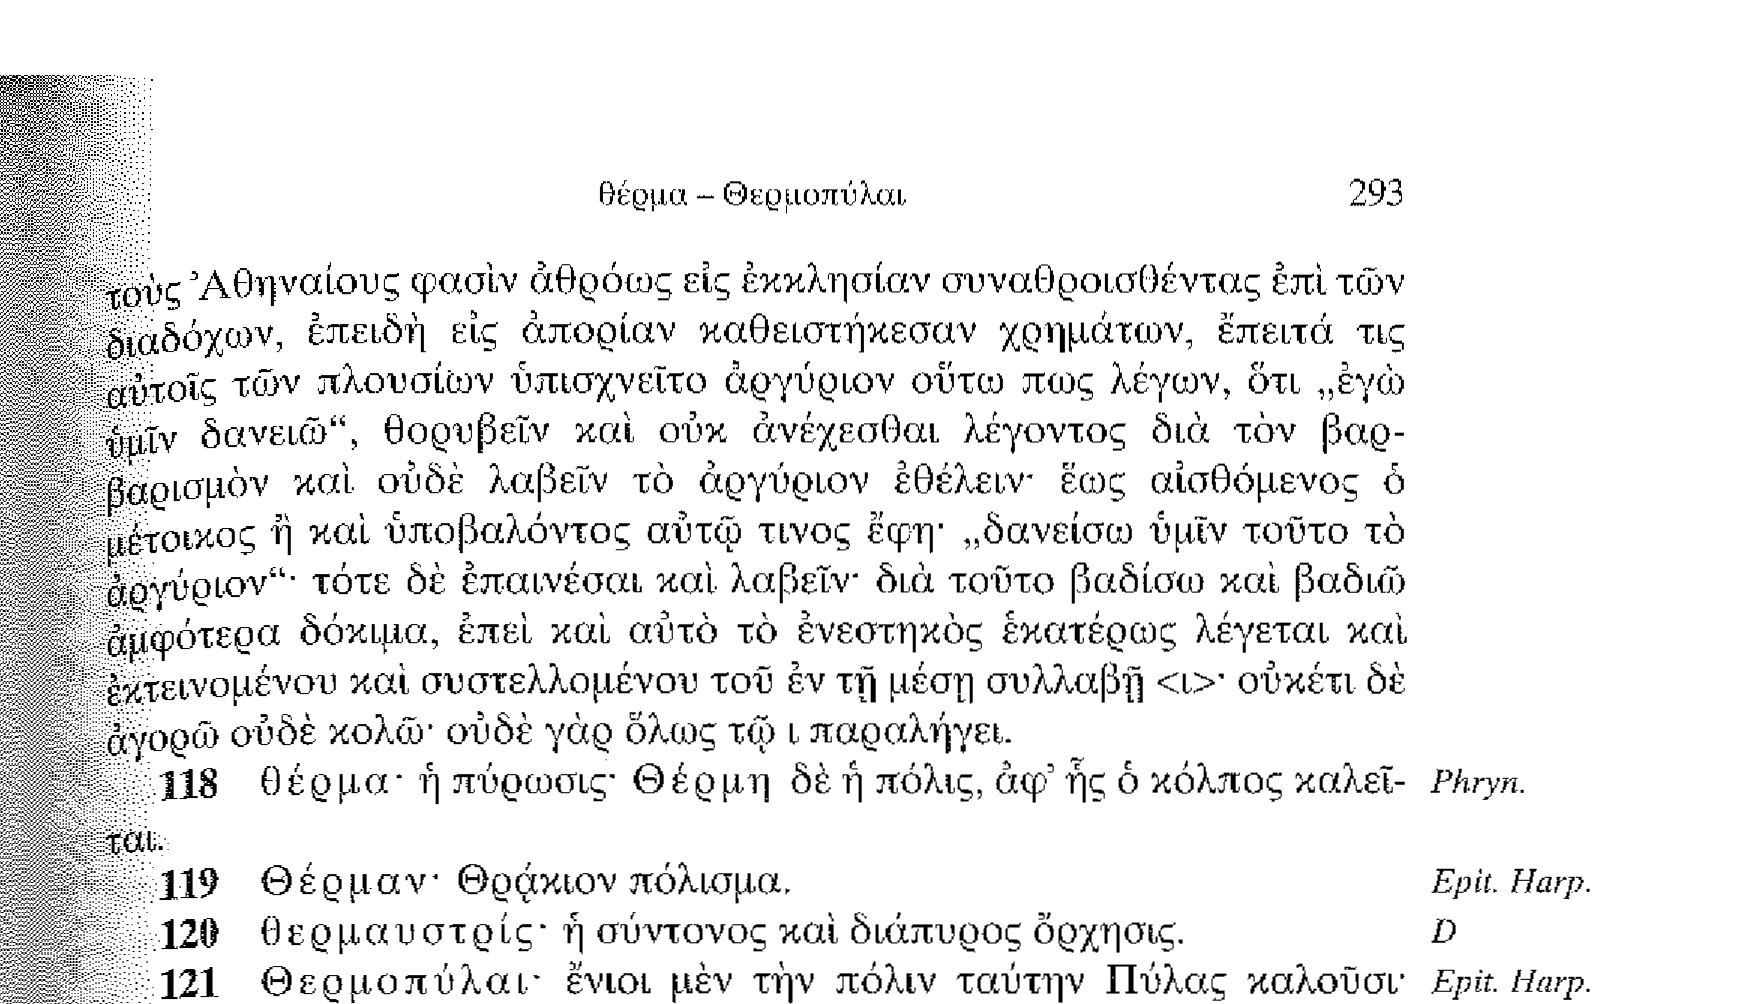 θέρμα – Θερμοπύλαι 293
τοὺς Ἀθηναίους φασὶν ἀθρόως εἰς ἐκκλησίαν συναθροισθέντας ἐπὶ τῶν
διαδόχων, ἐπειδὴ εἰς ἀπορίαν καθειστήκεσαν χρημάτων, ἔπειτά τις
αὐτοῖς τῶν πλουσίων ὑπισχνεῖτο ἀργύριον οὕτω πως λέγων, ὅτι „ἐγὼ
ὑμῖν δανειῶ“, θορυβεῖν καὶ οὐκ ἀνέχεσθαι λέγοντος διὰ τὸν βαρ-
βαρισμὸν καὶ οὐδὲ λαβεῖν τὸ ἀργύριον ἐθέλειν· ἕως αἰσθόμενος ὁ
μέτοικος ἢ καὶ ὑποβαλόντος αὐτῷ τινος ἔφη· „δανείσω ὑμῖν τοῦτο τὸ
ἀργύριον“· τότε δὲ ἐπαινέσαι καὶ λαβεῖν· διὰ τοῦτο βαδίσω καὶ βαδιῶ
ἀμφότερα δόκιμα, ἐπεὶ καὶ αὐτὸ τὸ ἐνεστηκὸς ἑκατέρως λέγεται καὶ
ἐκτεινομένου καὶ συστελλομένου τοῦ ἐν τῇ μέσῃ συλλαβῇ <ι>· οὐκέτι δὲ
ἀγορῶ οὐδὲ κολῶ· οὐδὲ γὰρ ὅλως τῷ ι παραλήγει.
118 θέρμα· ἡ πύρωσις· Θέρμη δὲ ἡ πόλις, ἀφ’ ἧς ὁ κόλπος καλεῖ- Phryn.
ται.
119 Θέρμαν· Θρᾴκιον πόλισμα. Epit. Harp.
120 θερμαυστρίς· ἡ σύντονος καὶ διάπυρος ὄρχησις. D
121 Θερμοπύλαι· ἔνιοι μὲν τὴν πόλιν ταύτην Πύλας καλοῦσι· Epit. Harp.